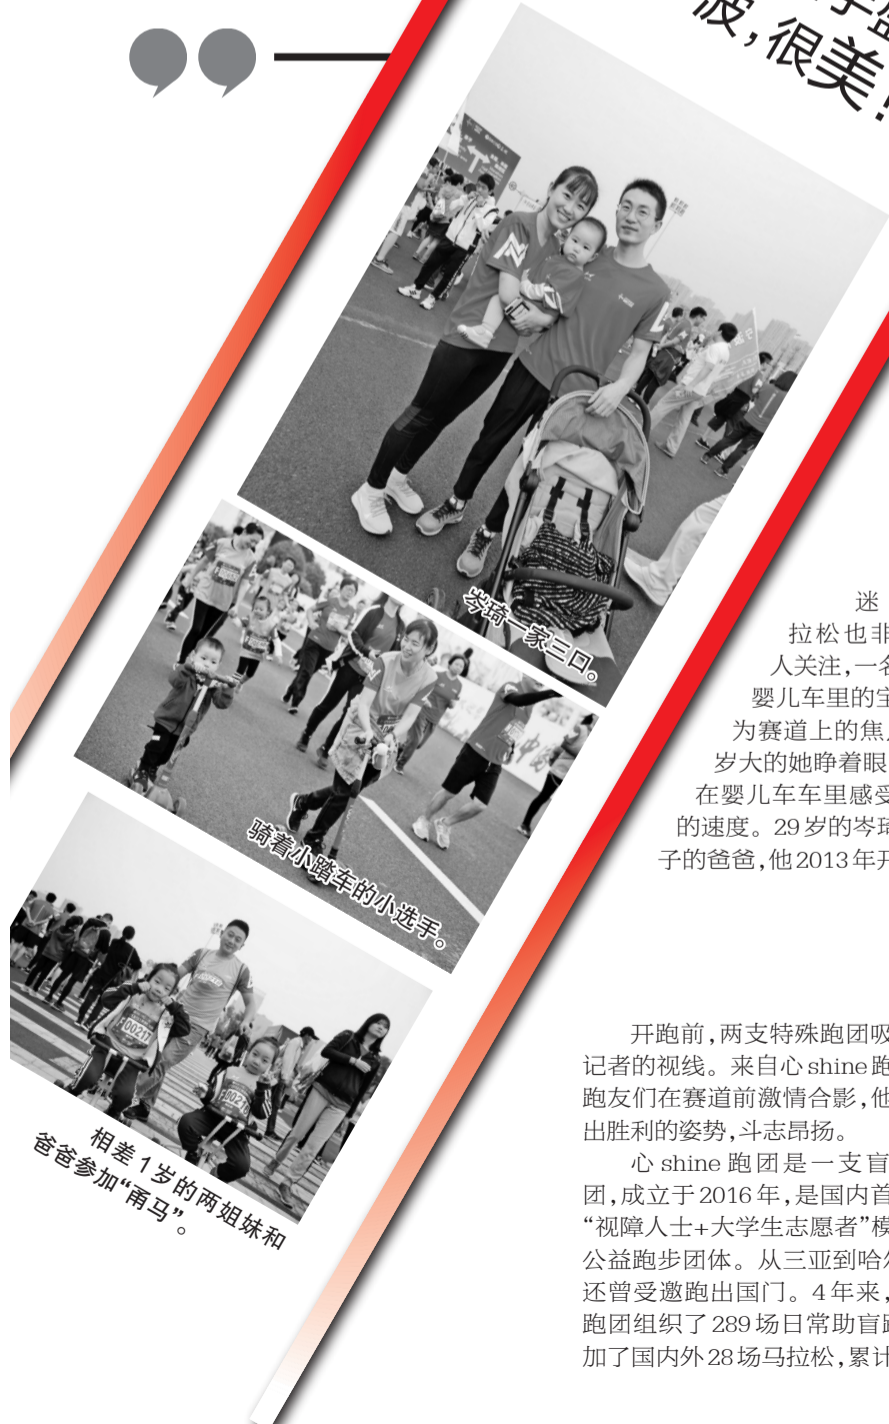 波，很美！
岑琦一家三口。
骑着小踏车的小选手。
相差1岁的两姐妹和
爸爸参加“甬马”。
迷
拉松也非
人关注，一名
婴儿车里的宝
为赛道上的焦
岁大的她睁着眼
在婴儿车车里感受
的速度。29岁的岑琦
子的爸爸，他2013年开
开跑前，两支特殊跑团吸
记者的视线。来自心shine跑
跑友们在赛道前激情合影，他
出胜利的姿势，斗志昂扬。
心shine跑团是一支盲
团，成立于2016年，是国内首
“视障人士+大学生志愿者”模
公益跑步团体。从三亚到哈尔
还曾受邀跑出国门。4年来，
跑团组织了289场日常助盲跑
加了国内外28场马拉松，累计
F00217